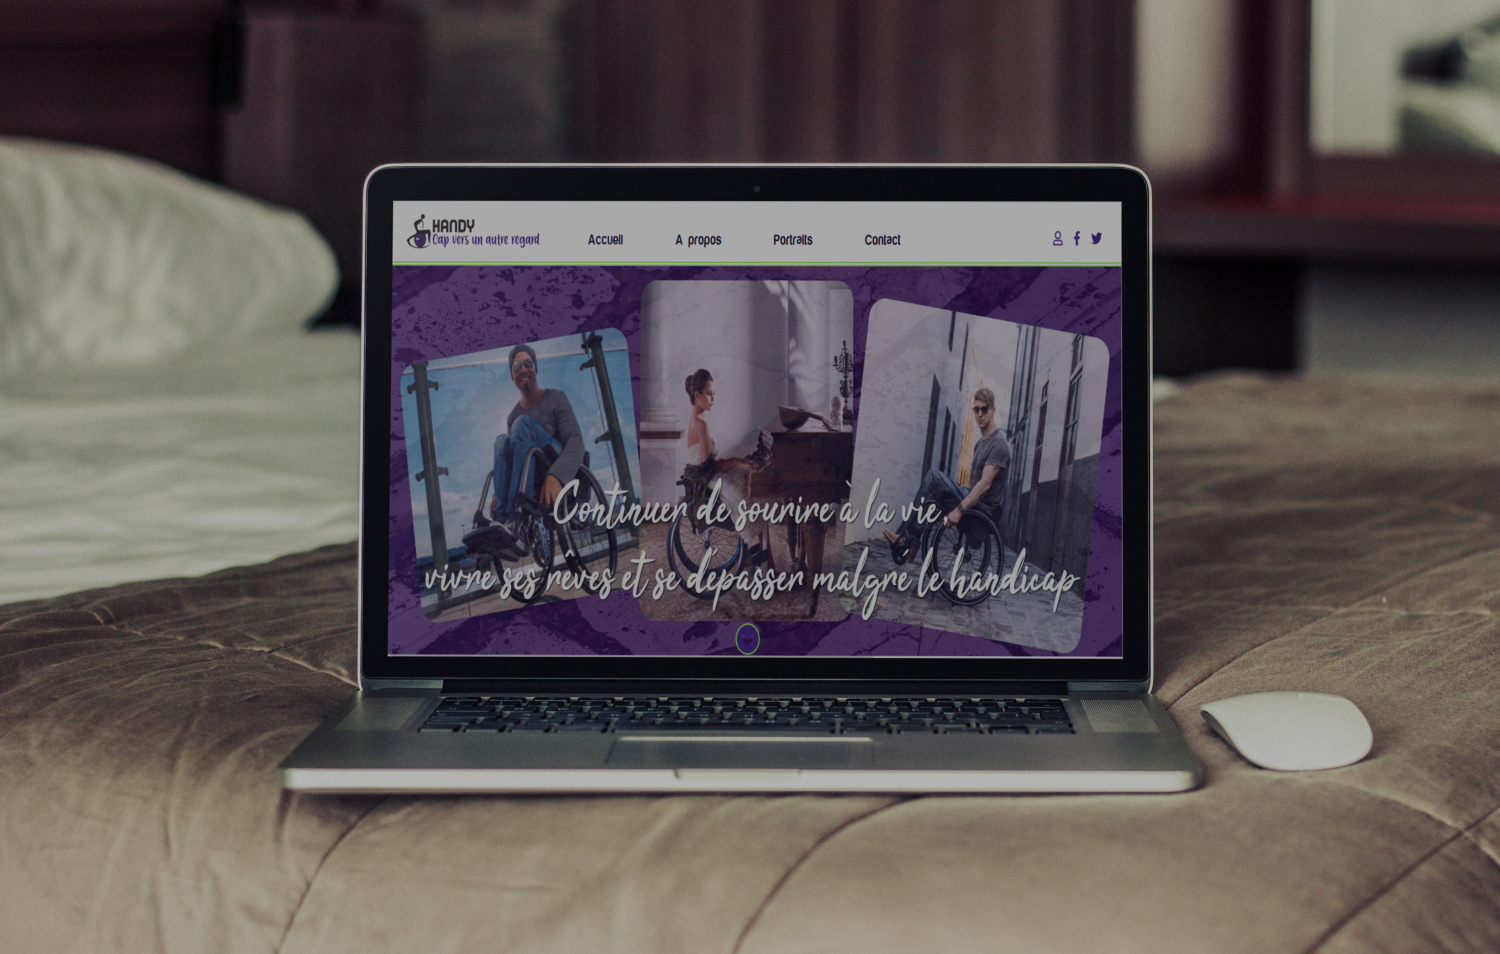 HANDY
Cap vers un autre regard
Accueil
A propos
Portraits
Contact
Continuer de sourire à la vie,
vivre ses rêves et se dépasser malgré le handicap